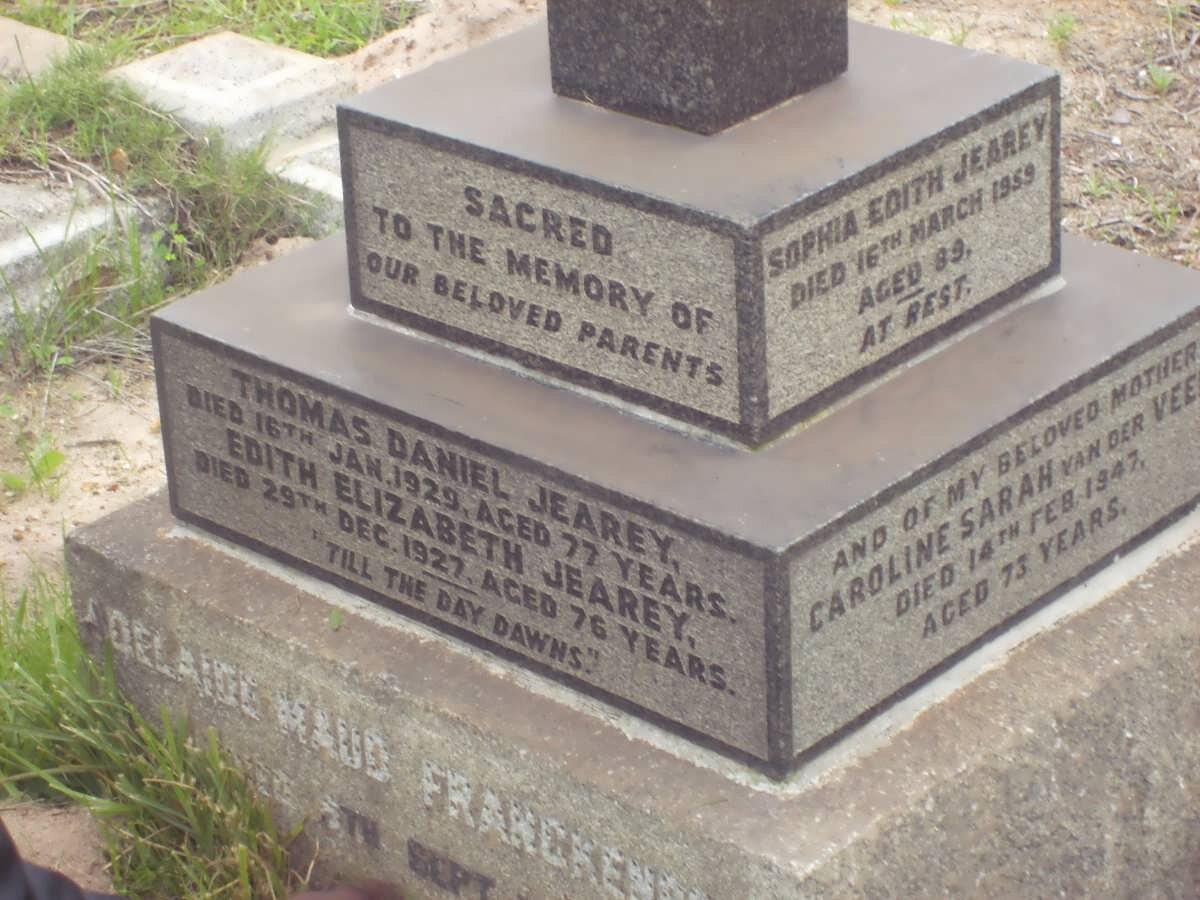 SACRED
TO THE MEMORY OF
OUR BELOVED PARENTS
THOMAS DANIEL JEAREY,
DIED 16TH JAN. 1929, AGED 77 YEARS.
EDITH ELIZABETH JEAREY,
DIED 29TH DEC. 1927, AGED 76 YEARS.
"TILL THE DAY DAWNS."
ADELAIDE MAUD
SEPT
SOPHIA EDITH JEAREY
DIED 16TH MARCH 1959
AGED 89.
AT REST.
AND OF MY BELOVED MOTHER
CAROLINE SARAH VAN DER
DIED 14TH FEB. 1947,
AGED 73 YEARS.